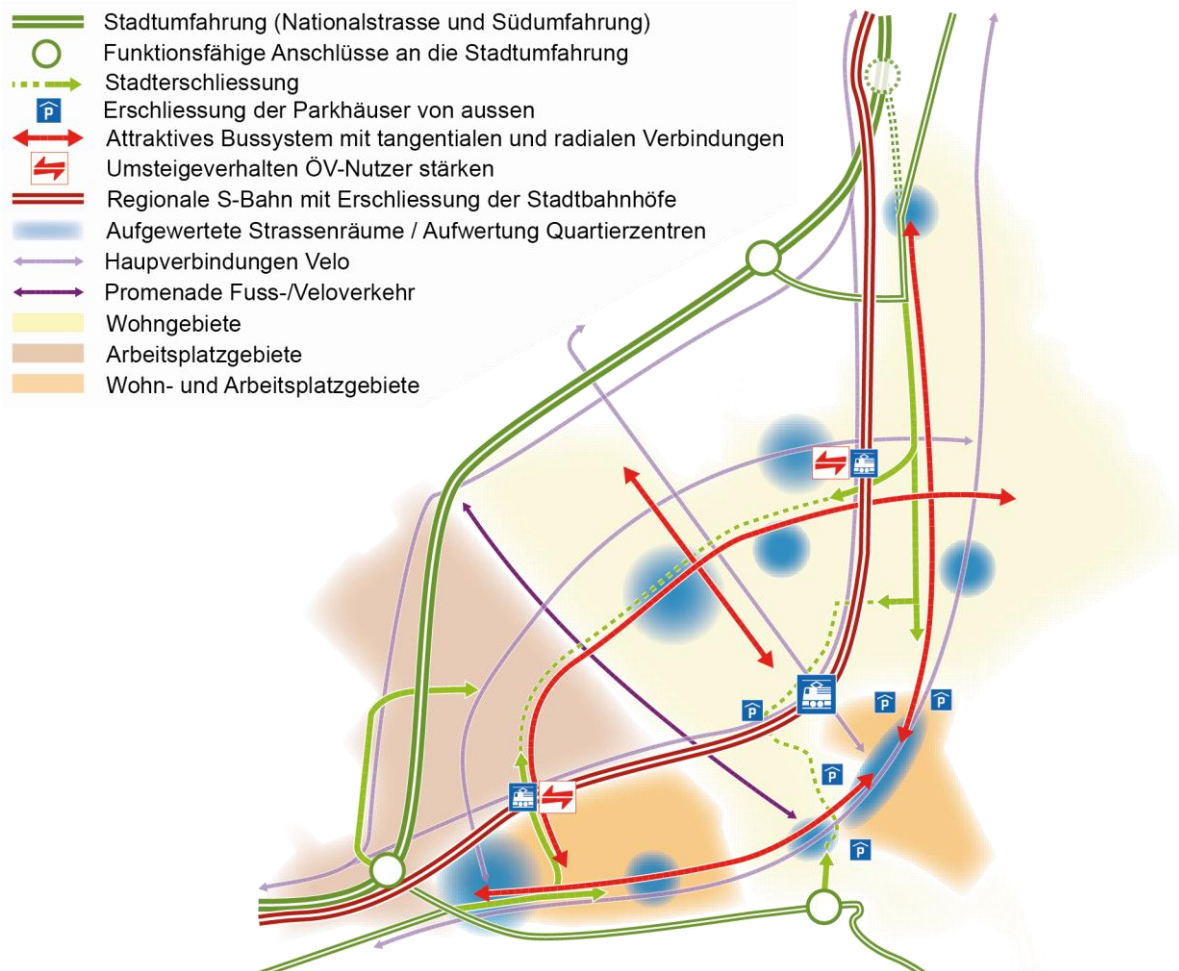 Stadtumfahrung (Nationalstrasse und Südumfahrung)
Funktionsfähige Anschlüsse an die Stadtumfahrung
Stadterschliessung
P Erschliessung der Parkhäuser von aussen
Attraktives Bussystem mit tangentialen und radialen Verbindungen
Umsteigeverhalten ÖV-Nutzer stärken
Regionale S-Bahn mit Erschliessung der Stadtbahnhöfe
Aufgewertete Strassenräume / Aufwertung Quartierzentren
Haupverbindungen Velo
Promenade Fuss-/Veloverkehr
Wohngebiete
Arbeitsplatzgebiete
Wohn- und Arbeitsplatzgebiete
P
P
P
P
P